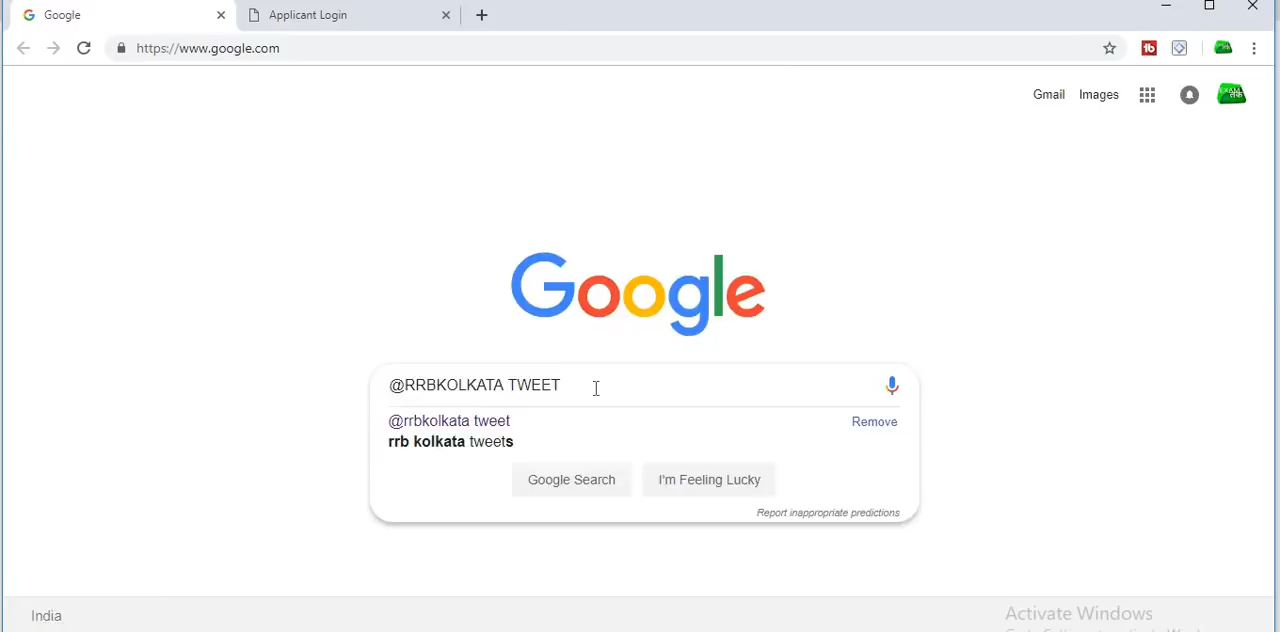 Google
Applicant Login
https://www.google.com
Gmail Images
Google
@RRBKOLKATA TWEET
@rrbkolkata tweet
Remove
rrb kolkata tweets
Google Search
I'm Feeling Lucky
Report inappropriate predictions
India
Activate Windows